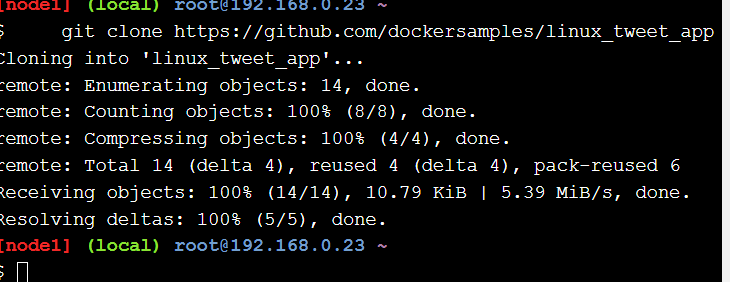 [node1] (local) root@192.168.0.23 ~
$     git clone https://github.com/dockersamples/linux_tweet_app
Cloning into 'linux_tweet_app'...
remote: Enumerating objects: 14, done.
remote: Counting objects: 100% (8/8), done.
remote: Compressing objects: 100% (4/4), done.
remote: Total 14 (delta 4), reused 4 (delta 4), pack-reused 6
Receiving objects: 100% (14/14), 10.79 KiB | 5.39 MiB/s, done.
Resolving deltas: 100% (5/5), done.
[node1] (local) root@192.168.0.23 ~
$